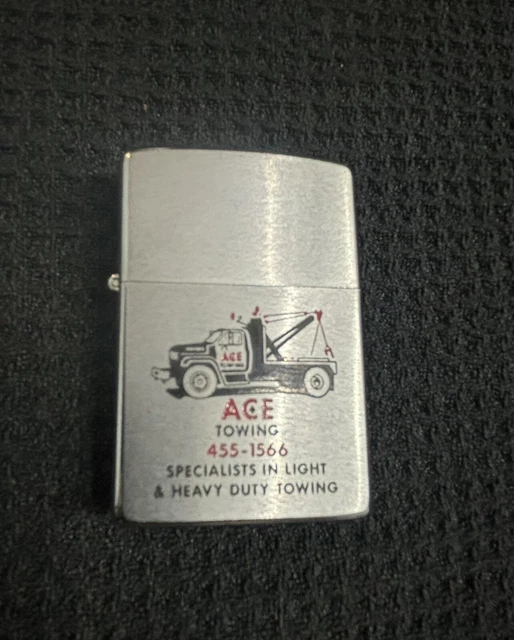 ACE
ACE
TOWING
455-1566
SPECIALISTS IN LIGHT
& HEAVY DUTY TOWING